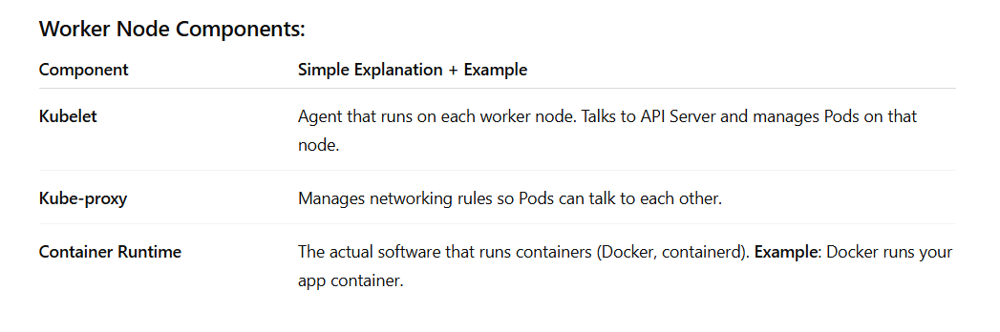 Worker Node Components:
Component Simple Explanation + Example
Kubelet Agent that runs on each worker node. Talks to API Server and manages Pods on that
node.
Kube-proxy Manages networking rules so Pods can talk to each other.
Container Runtime The actual software that runs containers (Docker, containerd). Example: Docker runs your
app container.